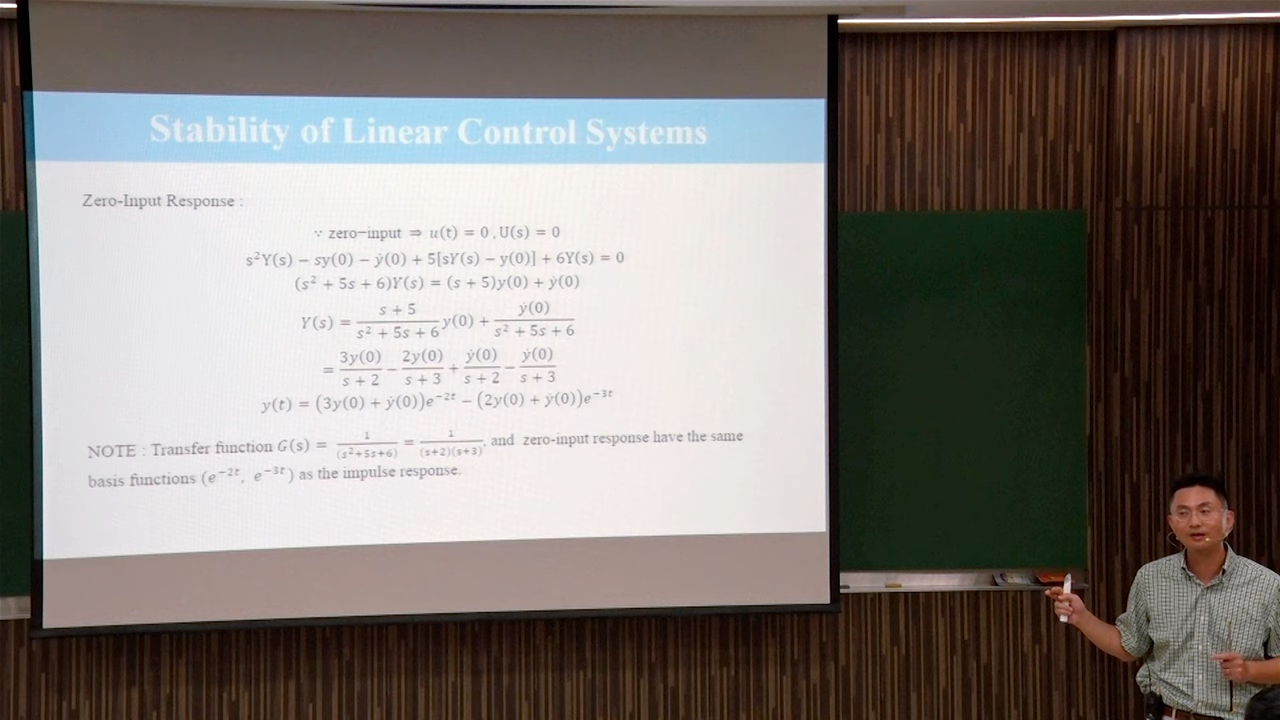 Stability of Linear Control Systems
Zero-Input Response :
∵ zero−input ⇒ u(t) = 0 , U(s) = 0
s²Y(s) − sy(0) − ẏ(0) + 5[sY(s) − y(0)] + 6Y(s) = 0
(s² + 5s + 6)Y(s) = (s + 5)y(0) + ẏ(0)
Y(s) = (s + 5)/(s² + 5s + 6) y(0) + ẏ(0)/(s² + 5s + 6)
= 3y(0)/(s + 2) − 2y(0)/(s + 3) + ẏ(0)/(s + 2) − ẏ(0)/(s + 3)
y(t) = (3y(0) + ẏ(0))e^{−2t} − (2y(0) + ẏ(0))e^{−3t}
NOTE : Transfer function G(s) = 1/(s²+5s+6) = 1/(s+2)(s+3), and zero-input response have the same
basis functions (e^{−2t}, e^{−3t}) as the impulse response.